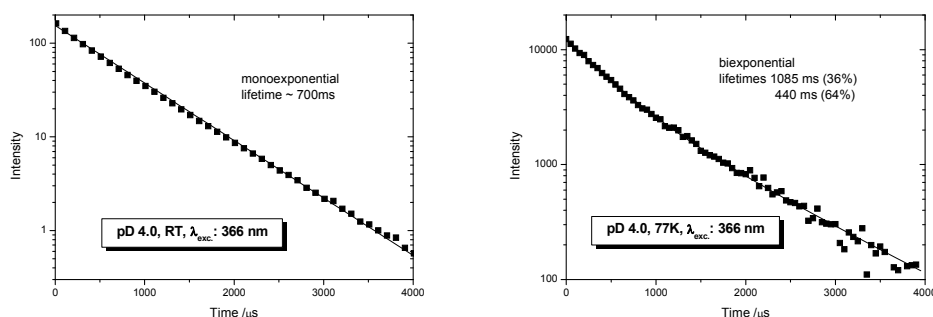 100
10
1
Intensity
monoexponential
lifetime ~ 700ms
pD 4.0, RT, λexc.: 366 nm
0 1000 2000 3000 4000
Time /μs
10000
1000
100
Intensity
biexponential
lifetimes 1085 ms (36%)
440 ms (64%)
pD 4.0, 77K, λexc.: 366 nm
0 1000 2000 3000 4000
Time /μs